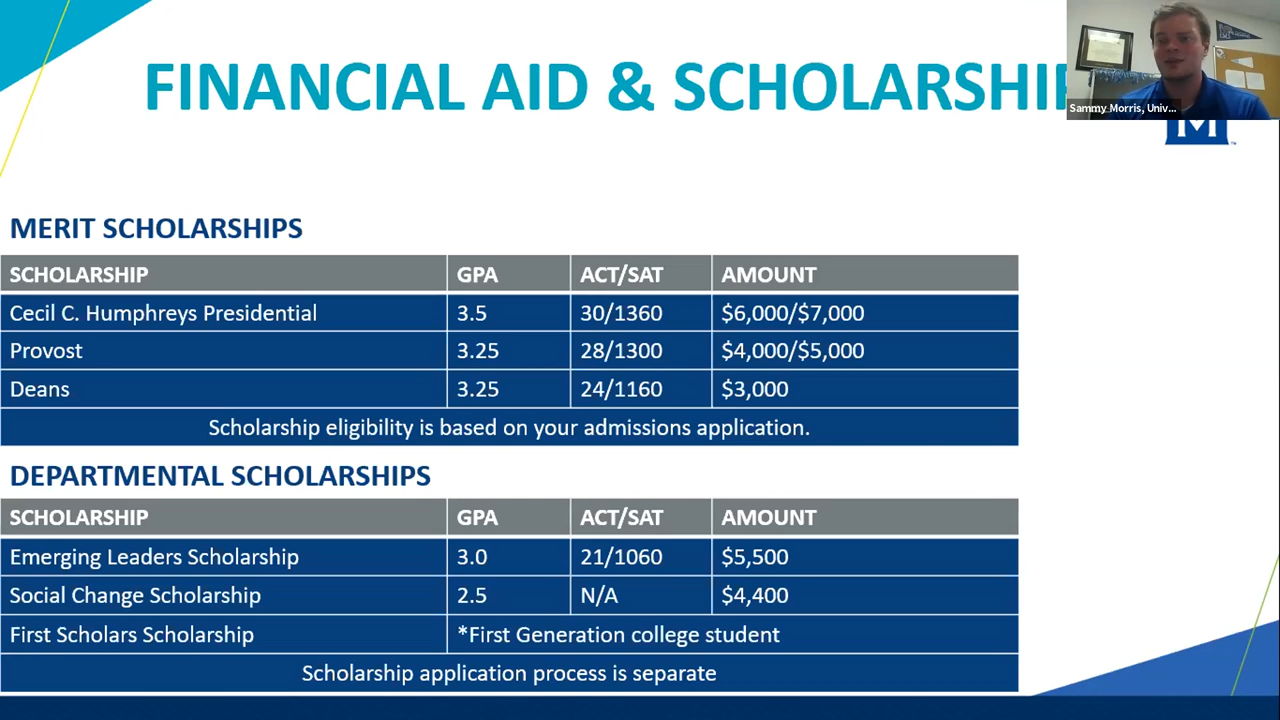 FINANCIAL AID & SCHOLARSHI
Sammy Morris, Univ...
M
MERIT SCHOLARSHIPS
SCHOLARSHIP GPA ACT/SAT AMOUNT
Cecil C. Humphreys Presidential 3.5 30/1360 $6,000/$7,000
Provost 3.25 28/1300 $4,000/$5,000
Deans 3.25 24/1160 $3,000
Scholarship eligibility is based on your admissions application.
DEPARTMENTAL SCHOLARSHIPS
SCHOLARSHIP GPA ACT/SAT AMOUNT
Emerging Leaders Scholarship 3.0 21/1060 $5,500
Social Change Scholarship 2.5 N/A $4,400
First Scholars Scholarship *First Generation college student
Scholarship application process is separate